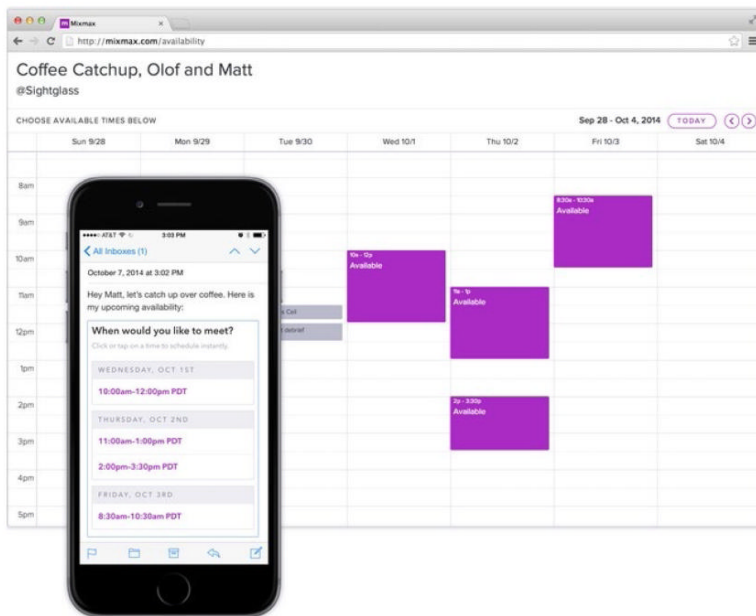 Mixmax
http://mixmax.com/availability
Coffee Catchup, Olof and Matt
@Sightglass
CHOOSE AVAILABLE TIMES BELOW
Sep 28 - Oct 4, 2014 TODAY
Sun 9/28 Mon 9/29 Tue 9/30 Wed 10/1 Thu 10/2 Fri 10/3 Sat 10/4
8am
9am
10am
11am
12pm
1pm
2pm
3pm
4pm
5pm
8:30a - 10:30a
Available
10a - 12p
Available
11a - 1p
Available
2p - 3:30p
Available
Call
debrief
AT&T 3:03 PM
All Inboxes (1)
October 7, 2014 at 3:02 PM
Hey Matt, let's catch up over coffee. Here is
my upcoming availability:
When would you like to meet?
Click or tap on a time to schedule instantly.
WEDNESDAY, OCT 1ST
10:00am-12:00pm PDT
THURSDAY, OCT 2ND
11:00am-1:00pm PDT
2:00pm-3:30pm PDT
FRIDAY, OCT 3RD
8:30am-10:30am PDT